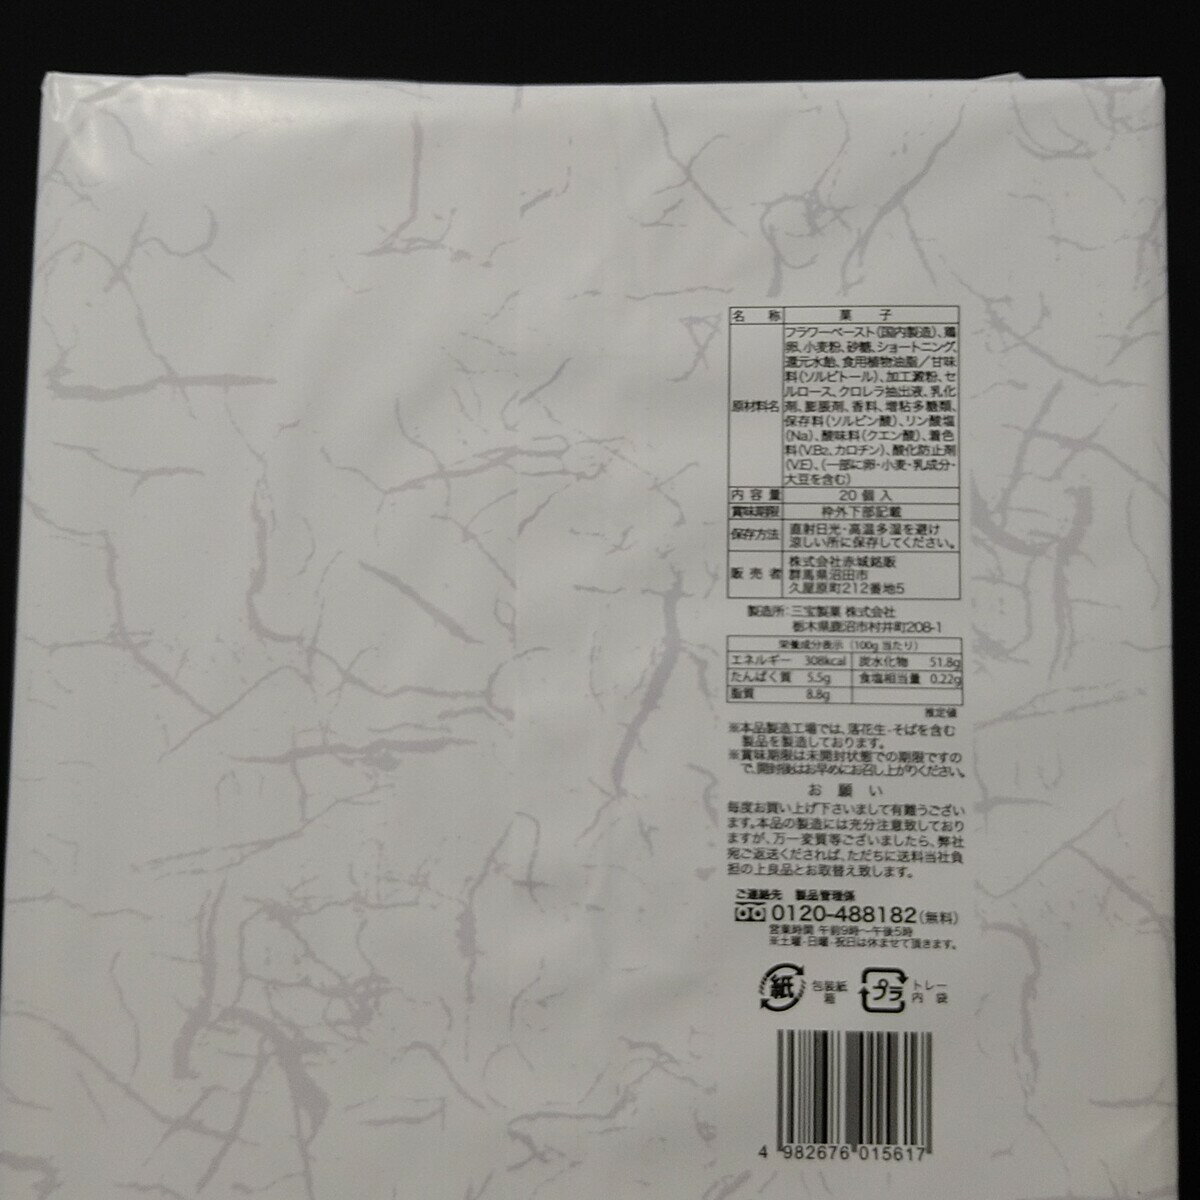 名称 菓子
原材料名 フラワーペースト(国内製造)、鶏
卵、小麦粉、砂糖、ショートニング、
還元水飴、食用植物油脂/甘味
料(ソルビトール)、加工澱粉、セ
ルロース、クロレラ抽出液、乳化
剤、膨脹剤、香料、増粘多糖類、
保存料(ソルビン酸)、リン酸塩
(Na)、酸味料(クエン酸)、着色
料(V.B2、カロチン)、酸化防止剤
(V.E)、(一部に卵・小麦・乳成分・
大豆を含む)
内容量 20個入
賞味期限 枠外下部記載
保存方法 直射日光・高温多湿を避け
涼しい所に保存してください。
販売者 株式会社赤城銘販
群馬県沼田市
久屋原町212番地5
製造所:三宝製菓 株式会社
栃木県鹿沼市村井町208-1
栄養成分表示(100g当たり)
エネルギー 308kcal 炭水化物 51.8g
たんぱく質 5.5g 食塩相当量 0.22g
脂質 8.8g
推定値
※本品製造工場では、落花生・そばを含む
製品を製造しております。
※賞味期限は未開封状態での期限ですの
で、開封後はお早めにお召し上がりください。
お願い
毎度お買い上げ下さいまして有難うござい
ます。本品の製造には充分注意致しており
ますが、万一変質等ございましたら、弊社
宛ご返送くだされば、ただちに送料当社負
担の上良品とお取替え致します。
ご連絡先 製品管理係
0120-488182(無料)
営業時間 午前9時~午後5時
※土曜・日曜・祝日は休ませて頂きます。
紙 包装紙 箱 プラ トレー 内袋
4 982676 015617